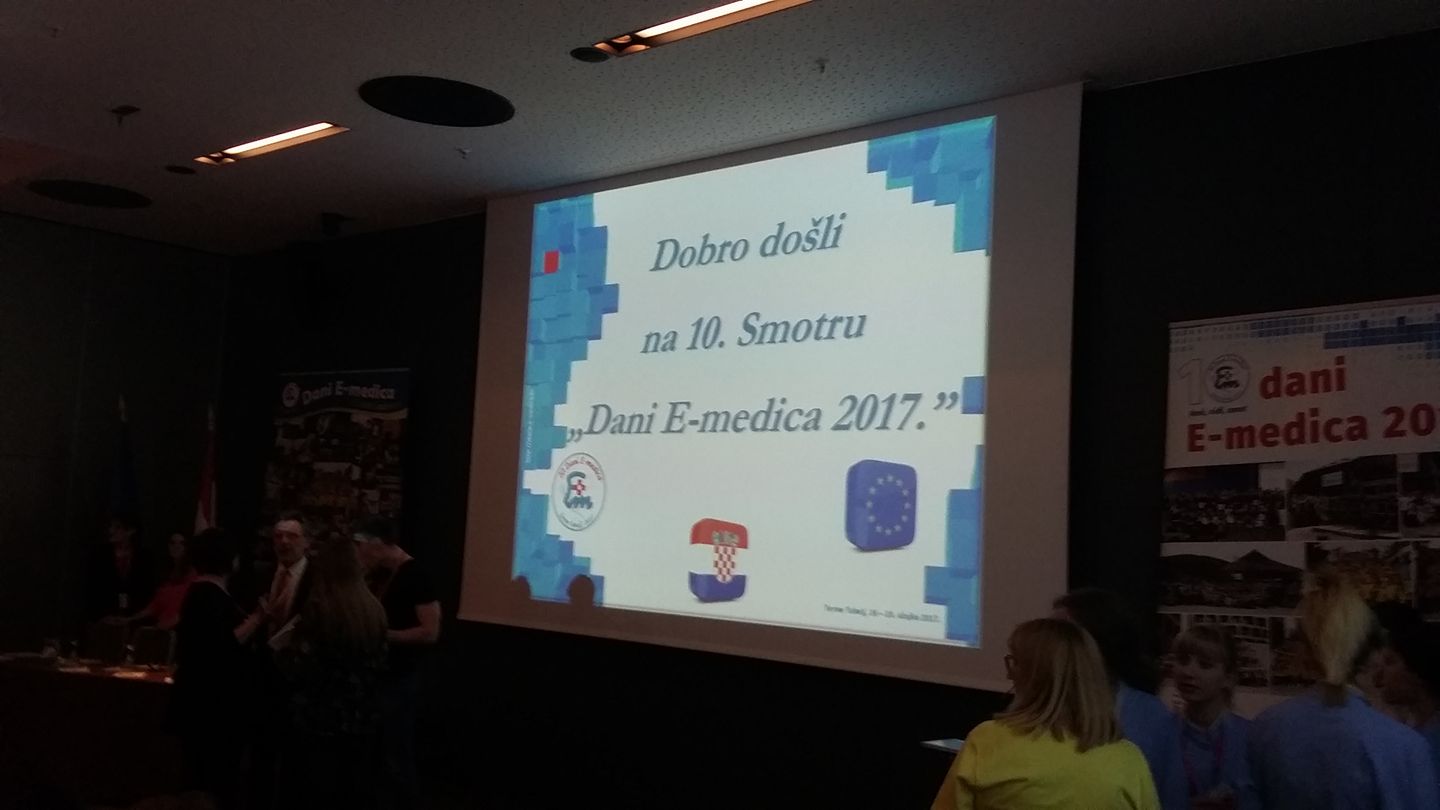 Dobro došli
na 10. Smotru
„Dani E-medica 2017.”
Dani E-medica
10
dani
E-medica 20